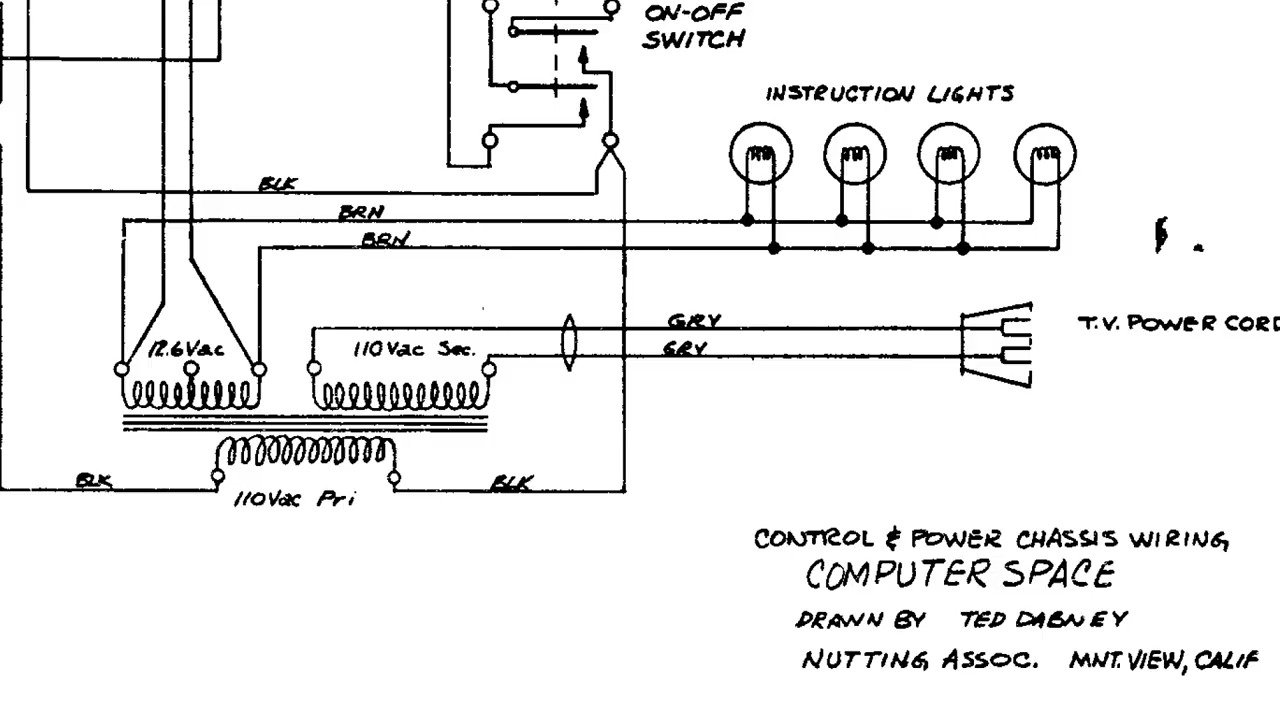 ON-OFF
SWITCH
INSTRUCTION LIGHTS
BLK
BRN
BRN
GRY
T.V. POWER CORD
12.6Vac
110Vac Sec.
GRY
BLK
110Vac Pri
BLK
CONTROL & POWER CHASSIS WIRING
COMPUTER SPACE
DRAWN BY TED DABNEY
NUTTING ASSOC. MNT. VIEW, CALIF